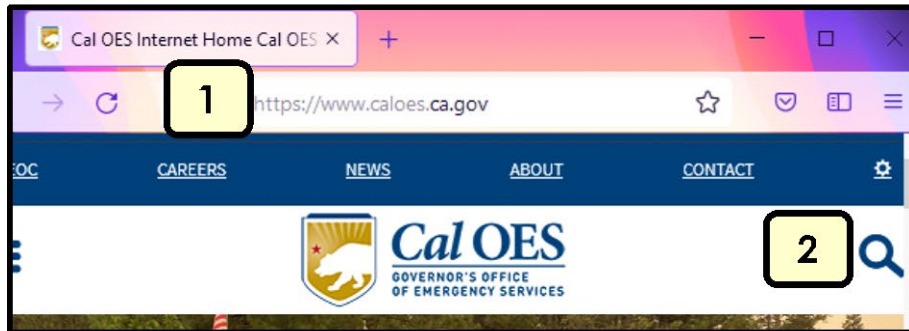 Cal OES Internet Home Cal OES
1
https://www.caloes.ca.gov
EOC CAREERS NEWS ABOUT CONTACT
Cal OES
GOVERNOR'S OFFICE
OF EMERGENCY SERVICES
2